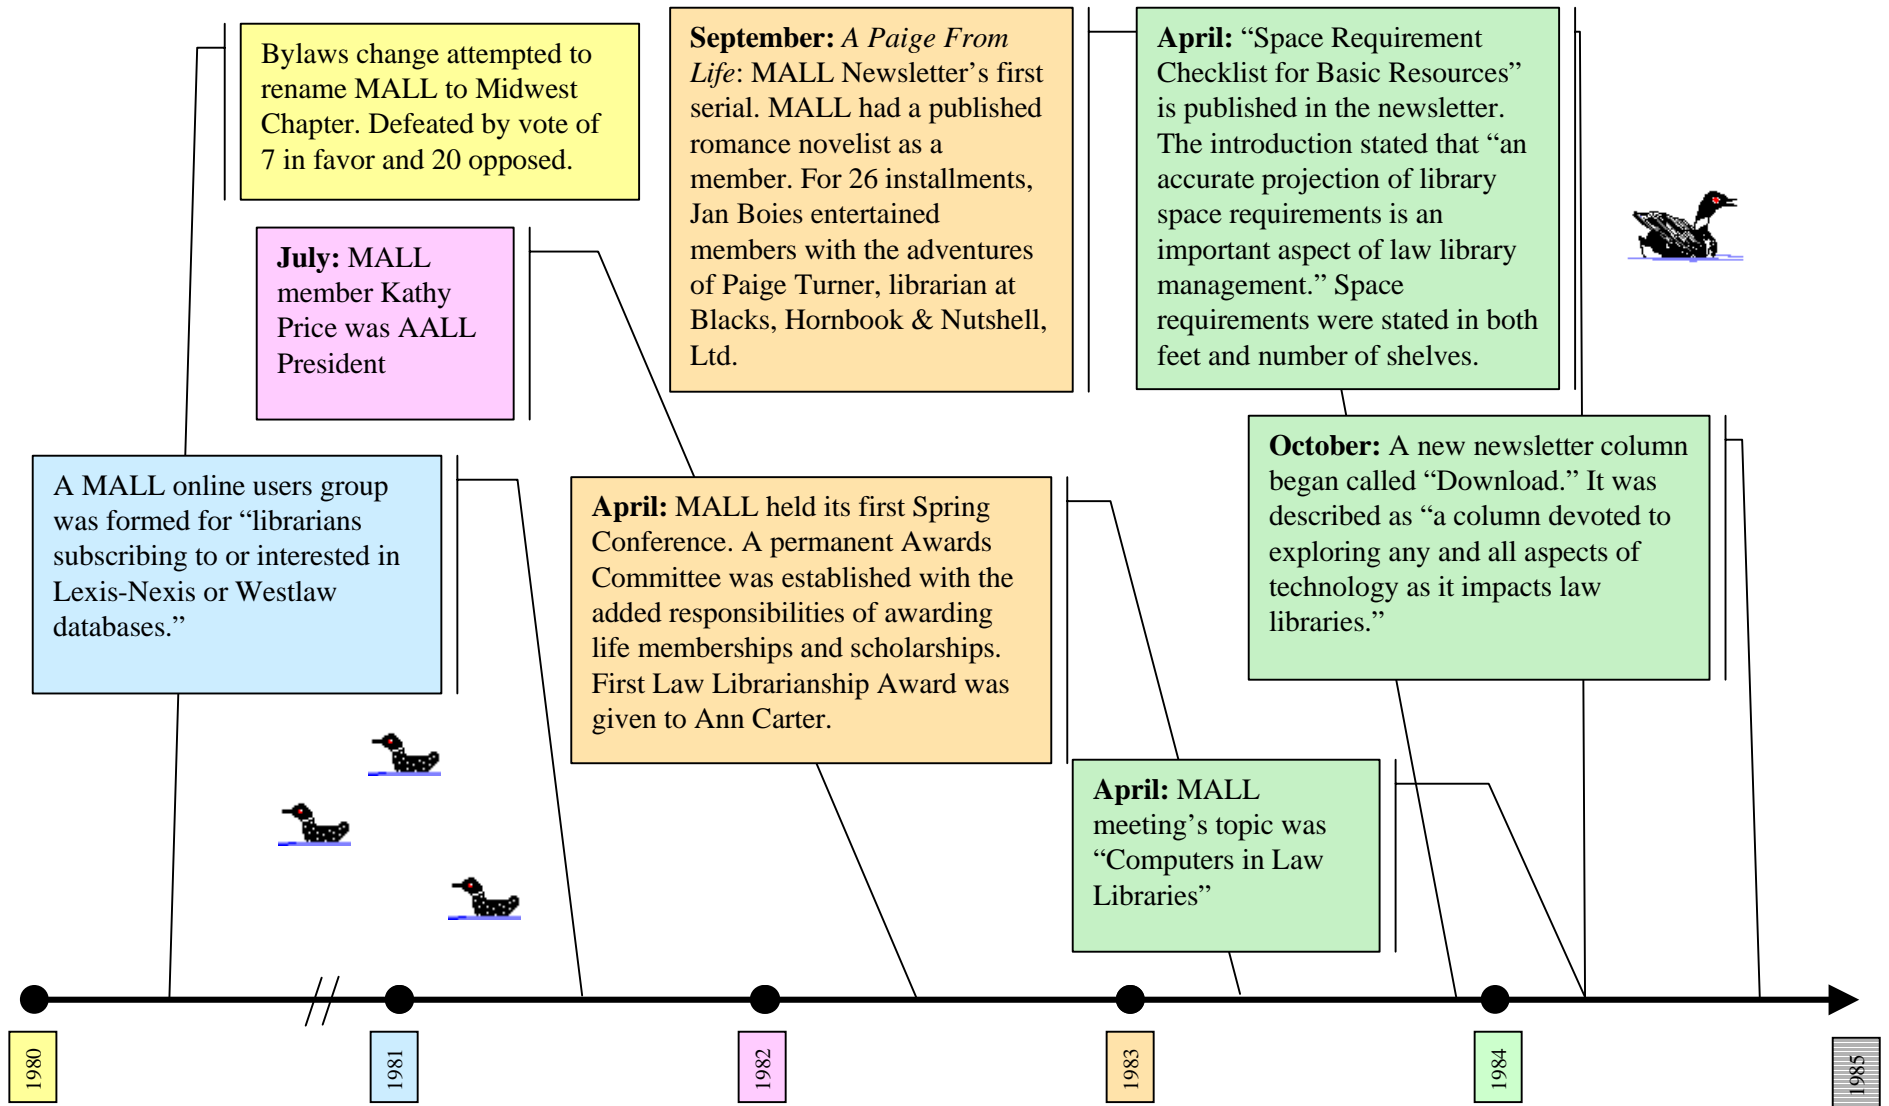 Bylaws change attempted to
rename MALL to Midwest
Chapter. Defeated by vote of
7 in favor and 20 opposed.
July: MALL
member Kathy
Price was AALL
President
A MALL online users group
was formed for “librarians
subscribing to or interested in
Lexis-Nexis or Westlaw
databases.”
September: A Paige From
Life: MALL Newsletter’s first
serial. MALL had a published
romance novelist as a
member. For 26 installments,
Jan Boies entertained
members with the adventures
of Paige Turner, librarian at
Blacks, Hornbook & Nutshell,
Ltd.
April: MALL held its first Spring
Conference. A permanent Awards
Committee was established with the
added responsibilities of awarding
life memberships and scholarships.
First Law Librarianship Award was
given to Ann Carter.
April: “Space Requirement
Checklist for Basic Resources”
is published in the newsletter.
The introduction stated that “an
accurate projection of library
space requirements is an
important aspect of law library
management.” Space
requirements were stated in both
feet and number of shelves.
October: A new newsletter column
began called “Download.” It was
described as “a column devoted to
exploring any and all aspects of
technology as it impacts law
libraries.”
April: MALL
meeting’s topic was
“Computers in Law
Libraries”
1980
1981
1982
1983
1984
1985